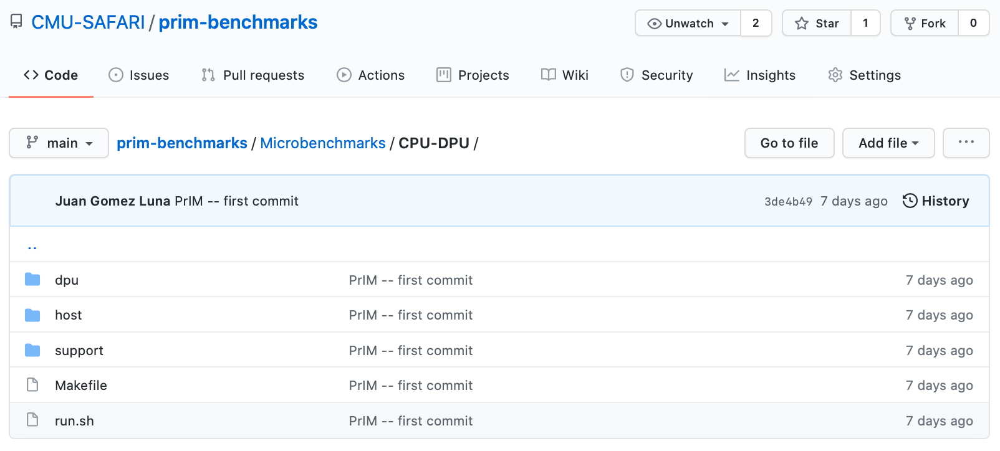 CMU-SAFARI / prim-benchmarks
Unwatch 2 Star 1 Fork 0
Code Issues Pull requests Actions Projects Wiki Security Insights Settings
main prim-benchmarks / Microbenchmarks / CPU-DPU / Go to file Add file ...
Juan Gomez Luna PrIM -- first commit 3de4b49 7 days ago History
..
dpu PrIM -- first commit 7 days ago
host PrIM -- first commit 7 days ago
support PrIM -- first commit 7 days ago
Makefile PrIM -- first commit 7 days ago
run.sh PrIM -- first commit 7 days ago